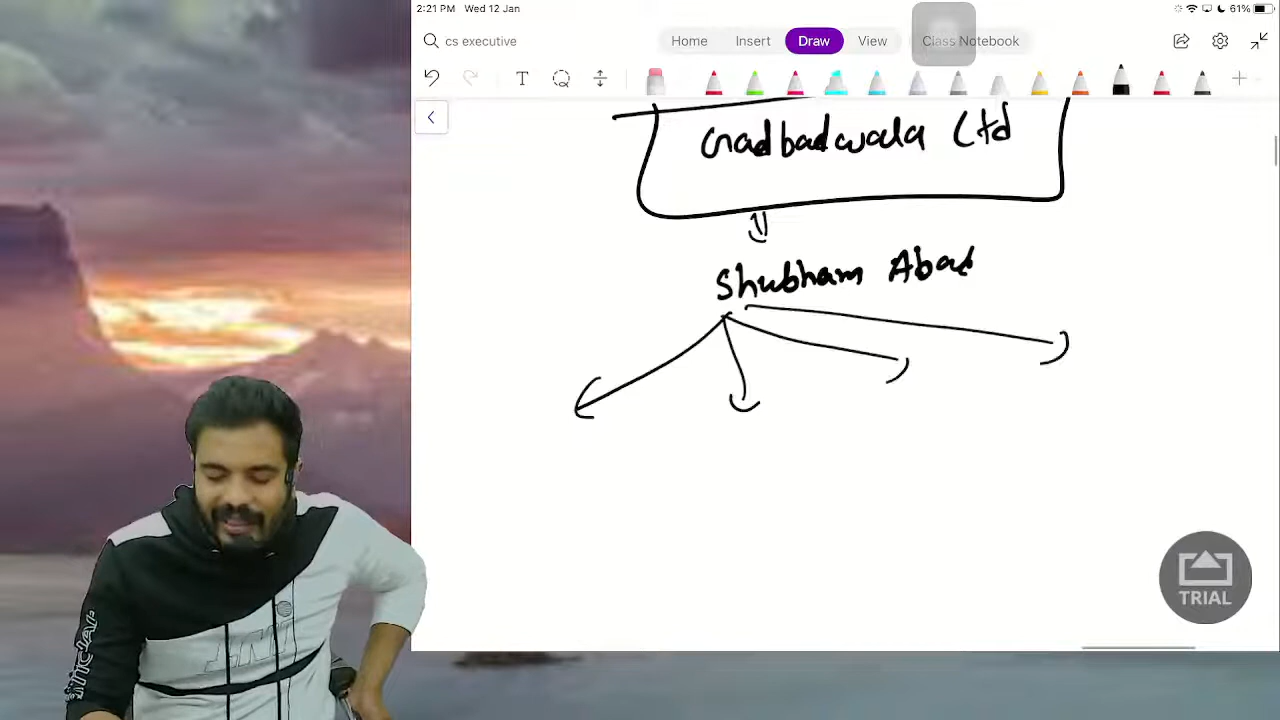 2:21 PM Wed 12 Jan
61%
cs executive
Home Insert Draw View Class Notebook
T
Gadbadwala Ltd
Shubham Abad
TRIAL